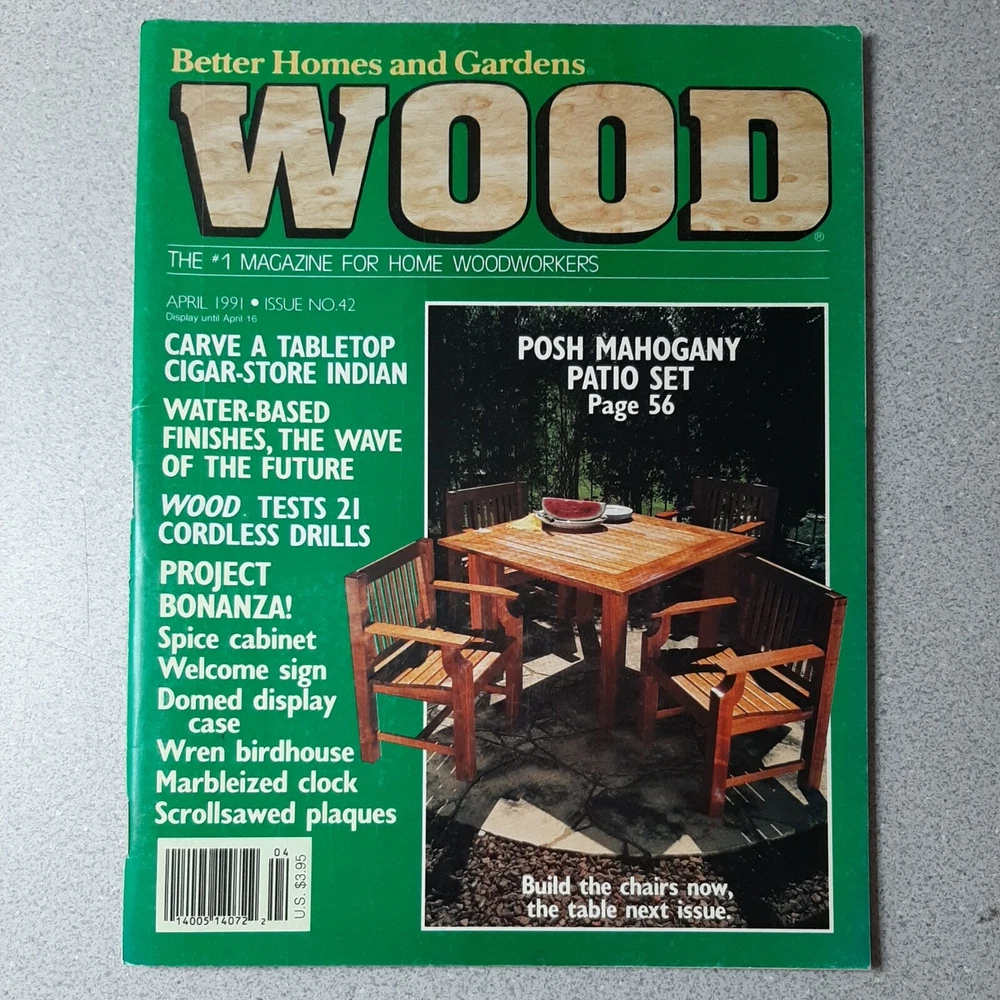 Better Homes and Gardens®
WOOD®
THE #1 MAGAZINE FOR HOME WOODWORKERS
APRIL 1991 • ISSUE NO.42
Display until April 16
CARVE A TABLETOP
CIGAR-STORE INDIAN
WATER-BASED
FINISHES, THE WAVE
OF THE FUTURE
WOOD. TESTS 21
CORDLESS DRILLS
PROJECT
BONANZA!
Spice cabinet
Welcome sign
Domed display
case
Wren birdhouse
Marbleized clock
Scrollsawed plaques
04
14005 14072 2
U.S. $3.95
POSH MAHOGANY
PATIO SET
Page 56
Build the chairs now,
the table next issue.